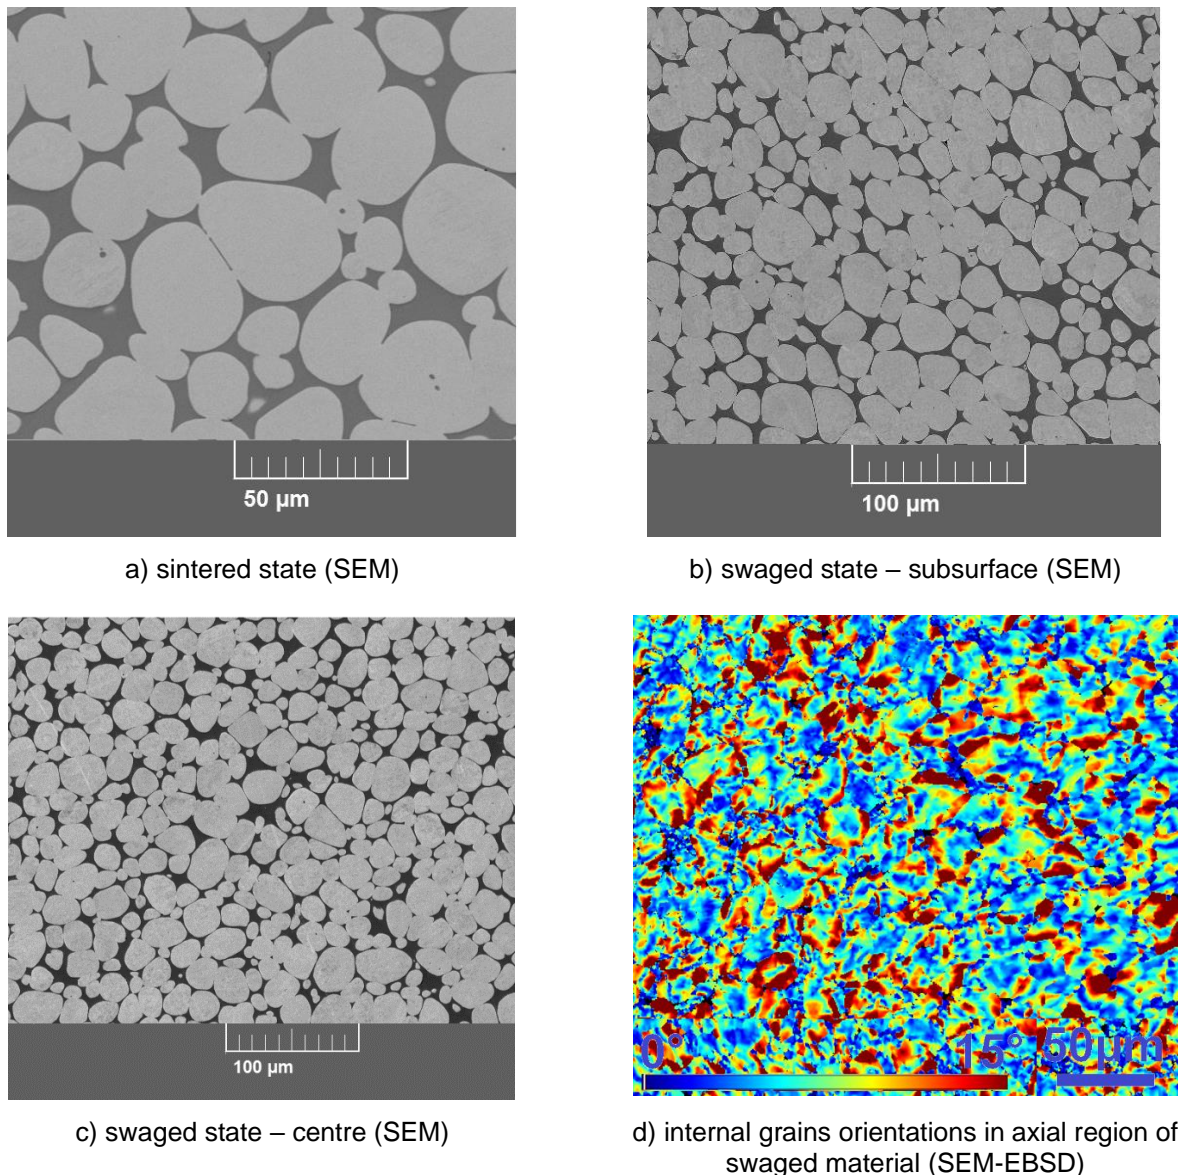 50 µm
a) sintered state (SEM)
100 µm
b) swaged state – subsurface (SEM)
100 µm
c) swaged state – centre (SEM)
0° 15° 50µm
d) internal grains orientations in axial region of
swaged material (SEM-EBSD)